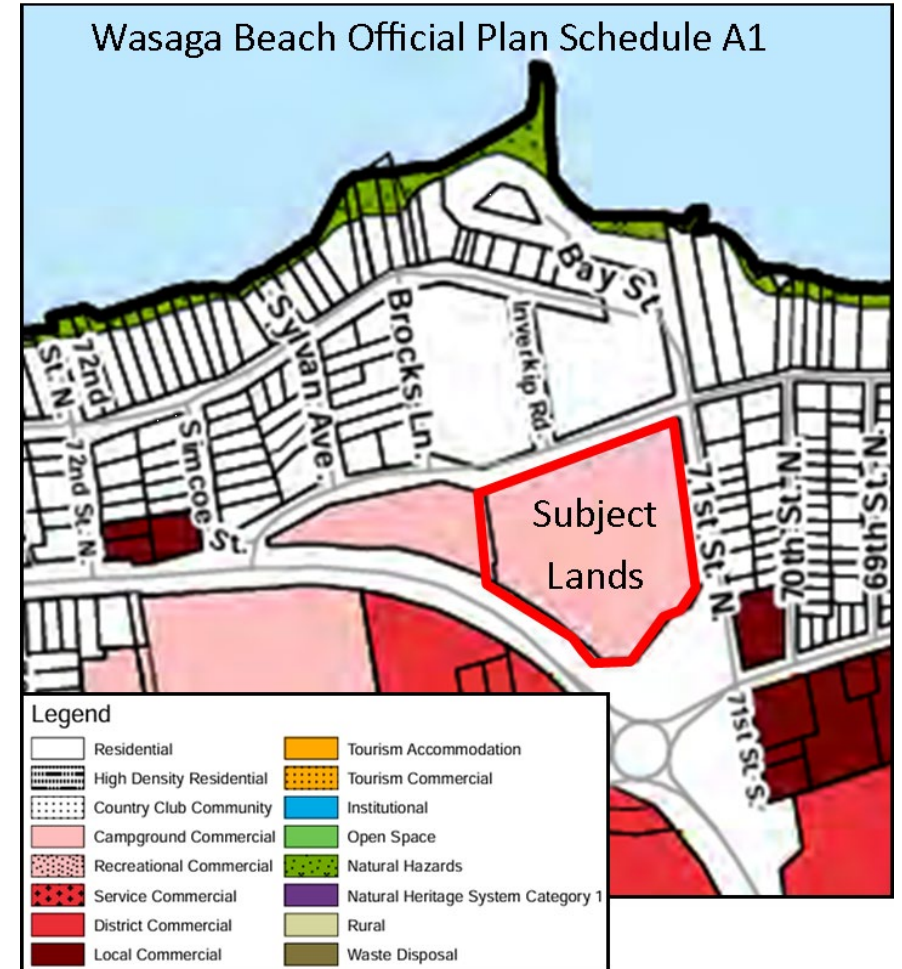 Wasaga Beach Official Plan Schedule A1
Bay St
Sylvan Ave.
Brocks Ln.
Inverkip Rd.
72nd
St. N.
72nd St. N.
Simcoe
St.
71st St. N.
70th St. N.
69th St. N.
Subject
Lands
71st St. S.
Legend
Residential
High Density Residential
Country Club Community
Campground Commercial
Recreational Commercial
Service Commercial
District Commercial
Local Commercial
Tourism Accommodation
Tourism Commercial
Institutional
Open Space
Natural Hazards
Natural Heritage System Category 1
Rural
Waste Disposal